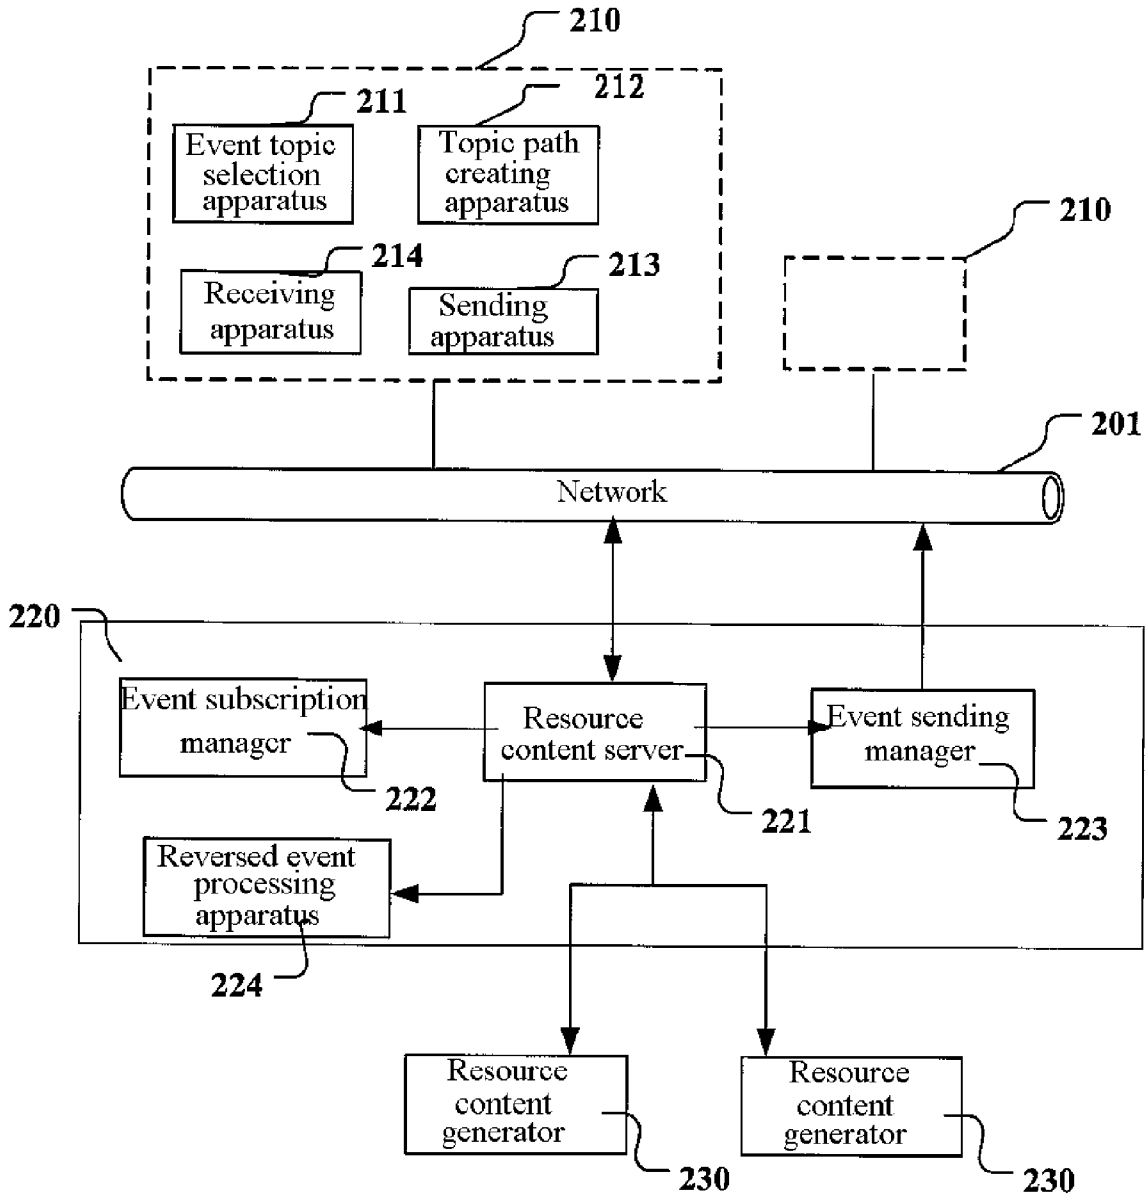 210
211
212
Event topic
selection
apparatus
Topic path
creating
apparatus
210
214
213
Receiving
apparatus
Sending
apparatus
201
Network
220
Event subscription
manager
222
Resource
content server
221
Event sending
manager
223
Reversed event
processing
apparatus
224
Resource
content
generator
230
Resource
content
generator
230